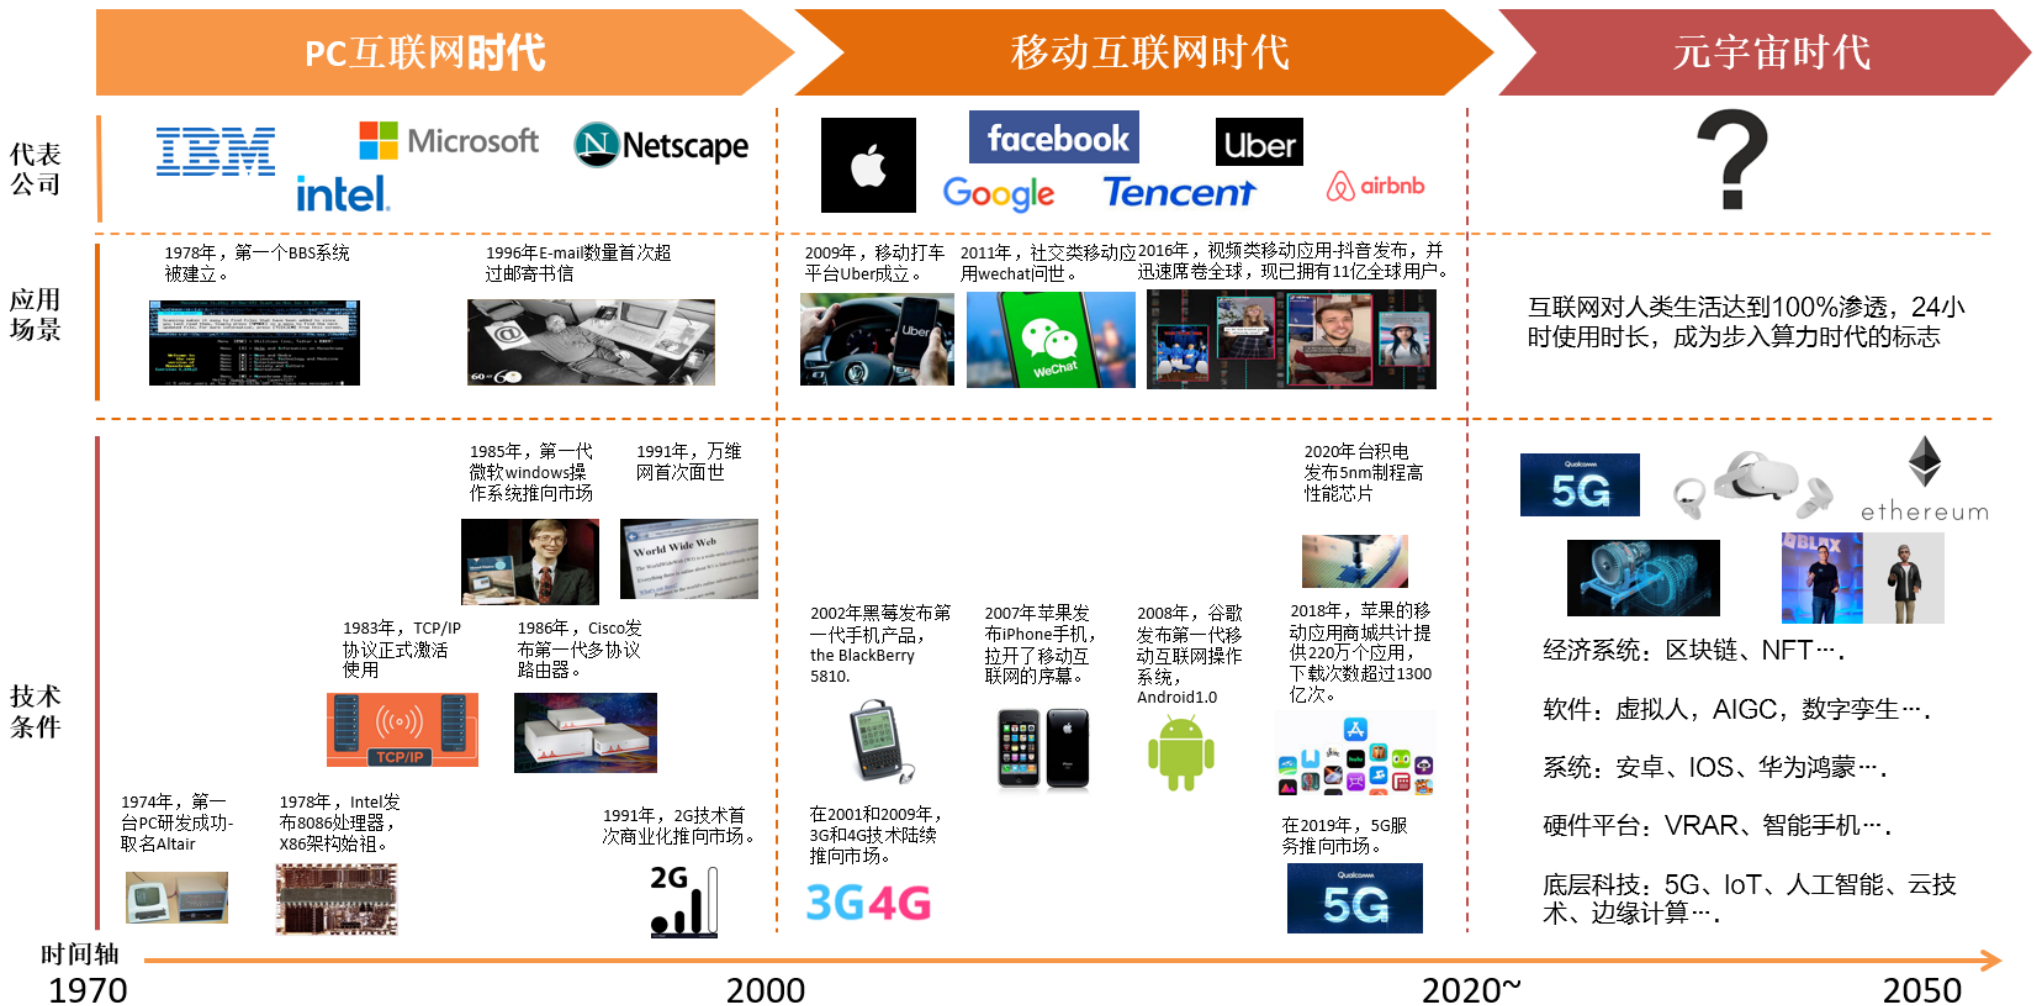 PC互联网时代
移动互联网时代
元宇宙时代
代表
公司
IBM
Microsoft
Netscape
intel.
facebook
Uber
Google
Tencent
airbnb
?
应用
场景
1978年，第一个BBS系统
被建立。
1996年E-mail数量首次超
过邮寄书信
@
60
2009年，移动打车
平台Uber成立。
Uber
2011年，社交类移动应
用wechat问世。
WeChat
2016年，视频类移动应用-抖音发布，并
迅速席卷全球，现已拥有11亿全球用户。
互联网对人类生活达到100%渗透，24小
时使用时长，成为步入算力时代的标志
技术
条件
1985年，第一代
微软windows操
作系统推向市场
1991年，万维
网首次面世
World Wide Web
1983年，TCP/IP
协议正式激活
使用
TCP/IP
1986年，Cisco发
布第一代多协议
路由器。
1974年，第一
台PC研发成功-
取名Altair
1978年，Intel发
布8086处理器，
X86架构始祖。
1991年，2G技术首
次商业化推向市场。
2G
2020年台积电
发布5nm制程高
性能芯片
2002年黑莓发布第
一代手机产品，
the BlackBerry
5810.
2007年苹果发
布iPhone手机，
拉开了移动互
联网的序幕。
2008年，谷歌
发布第一代移
动互联网操作
系统，
Android1.0
2018年，苹果的移
动应用商城共计提
供220万个应用，
下载次数超过1300
亿次。
在2001和2009年，
3G和4G技术陆续
推向市场。
3G4G
在2019年，5G服
务推向市场。
Qualcomm
5G
Qualcomm
5G
ethereum
BLOX
经济系统：区块链、NFT….
软件：虚拟人，AIGC，数字孪生….
系统：安卓、IOS、华为鸿蒙….
硬件平台：VRAR、智能手机….
底层科技：5G、IoT、人工智能、云技
术、边缘计算….
时间轴
1970
2000
2020~
2050